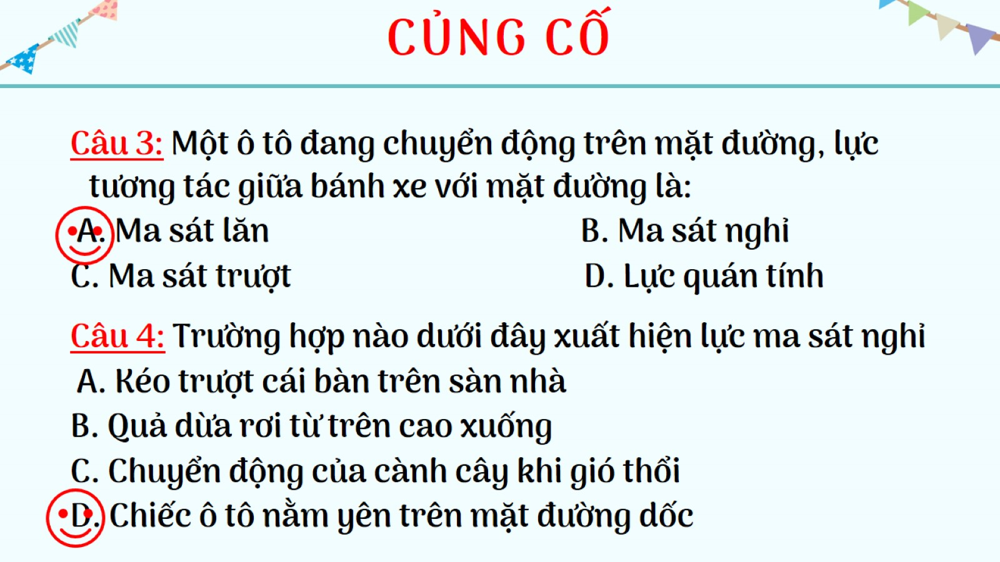 CỦNG CỐ
Câu 3: Một ô tô đang chuyển động trên mặt đường, lực
tương tác giữa bánh xe với mặt đường là:
A. Ma sát lăn B. Ma sát nghỉ
C. Ma sát trượt D. Lực quán tính
Câu 4: Trường hợp nào dưới đây xuất hiện lực ma sát nghỉ
A. Kéo trượt cái bàn trên sàn nhà
B. Quả dừa rơi từ trên cao xuống
C. Chuyển động của cành cây khi gió thổi
D. Chiếc ô tô nằm yên trên mặt đường dốc